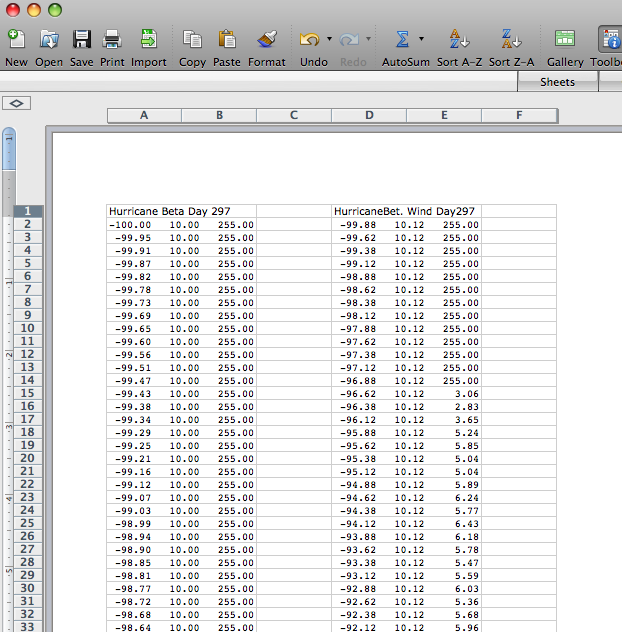 New Open Save Print Import Copy Paste Format Undo Redo AutoSum Sort A-Z Sort Z-A Gallery Toolb
Sheets
A B C D E F
1 Hurricane Beta Day 297 HurricaneBet. Wind Day297
2 -100.00 10.00 255.00 -99.88 10.12 255.00
3 -99.95 10.00 255.00 -99.62 10.12 255.00
4 -99.91 10.00 255.00 -99.38 10.12 255.00
5 -99.87 10.00 255.00 -99.12 10.12 255.00
6 -99.82 10.00 255.00 -98.88 10.12 255.00
7 -99.78 10.00 255.00 -98.62 10.12 255.00
8 -99.73 10.00 255.00 -98.38 10.12 255.00
9 -99.69 10.00 255.00 -98.12 10.12 255.00
10 -99.65 10.00 255.00 -97.88 10.12 255.00
11 -99.60 10.00 255.00 -97.62 10.12 255.00
12 -99.56 10.00 255.00 -97.38 10.12 255.00
13 -99.51 10.00 255.00 -97.12 10.12 255.00
14 -99.47 10.00 255.00 -96.88 10.12 255.00
15 -99.43 10.00 255.00 -96.62 10.12 3.06
16 -99.38 10.00 255.00 -96.38 10.12 2.83
17 -99.34 10.00 255.00 -96.12 10.12 3.65
18 -99.29 10.00 255.00 -95.88 10.12 5.24
19 -99.25 10.00 255.00 -95.62 10.12 5.85
20 -99.21 10.00 255.00 -95.38 10.12 5.04
21 -99.16 10.00 255.00 -95.12 10.12 5.04
22 -99.12 10.00 255.00 -94.88 10.12 5.89
23 -99.07 10.00 255.00 -94.62 10.12 6.24
24 -99.03 10.00 255.00 -94.38 10.12 5.77
25 -98.99 10.00 255.00 -94.12 10.12 6.43
26 -98.94 10.00 255.00 -93.88 10.12 6.18
27 -98.90 10.00 255.00 -93.62 10.12 5.78
28 -98.85 10.00 255.00 -93.38 10.12 5.47
29 -98.81 10.00 255.00 -93.12 10.12 5.59
30 -98.77 10.00 255.00 -92.88 10.12 6.03
31 -98.72 10.00 255.00 -92.62 10.12 5.36
32 -98.68 10.00 255.00 -92.38 10.12 5.68
33 -98.64 10.00 255.00 -92.12 10.12 5.96